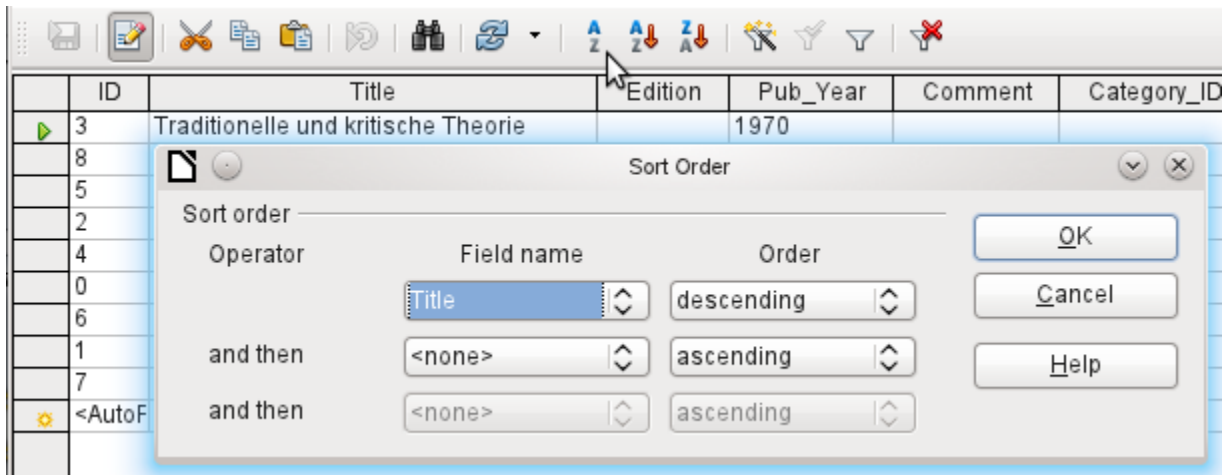 ID Title Edition Pub_Year Comment Category_ID
3 Traditionelle und kritische Theorie 1970
8
5
2
4
0
6
1
7
<AutoF
Sort Order
Sort order
Operator Field name Order
Title descending
and then <none> ascending
and then <none> ascending
OK
Cancel
Help